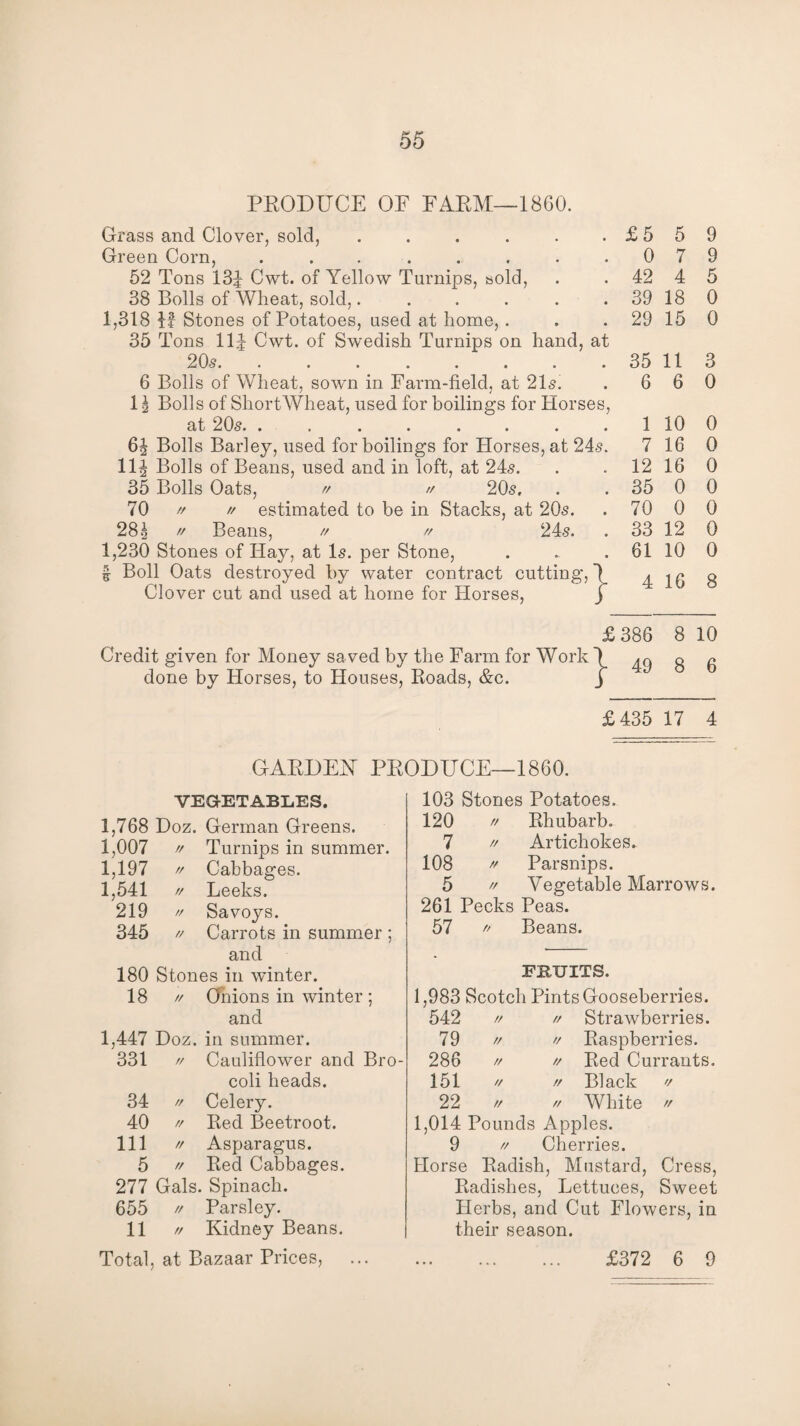 55
PRODUCE OF FARM—1860.
Grass and Clover, sold, . . . . . . £5 5 9
Green Corn, . . . . . . . . 0 7 9
52 Tons 13½ Cwt. of Yellow Turnips, sold, . . 42 4 5
38 Bolls of Wheat, sold, . . . . . . 39 18 0
1,318 Stones of Potatoes, used at home, . . . 29 15 0
35 Tons 11¼ Cwt. of Swedish Turnips on hand, at
20s. . . . . . . . . 35 11 3
6 Bolls of Wheat, sown in Farm-field, at 21s. . 6 6 0
1½ Bolls of Short Wheat, used for boilings for Horses,
at 20s. . . . . . . . . 1 10 0
6½ Bolls Barley, used for boilings for Horses, at 24s. 7 16 0
11½ Bolls of Beans, used and in loft, at 24s. . . 12 16 0
35 Bolls Oats, 〃 〃 20s. . . 35 0 0
70 〃 〃 estimated to be in Stacks, at 20s. . 70 0 0
28½ 〃 Beans, 〃 〃 24s. . 33 12 0
1,230 Stones of Hay, at 1s. per Stone, . . . 61 10 0
Boll Oats destroyed by water contract cutting, }
Clover cut and used at home for Horses, } 4 16 8
£386 8 10
Credit given for Money saved by the Farm for Work }
done by Horses, to Houses, Roads, &c. } 49 8 6
£435 17 4
GARDEN PRODUCE—1860.
VEGETABLES.
1,768 Doz. German Greens.
1,007 〃 Turnips in summer.
1,197 〃 Cabbages.
1,541 〃 Leeks.
219 〃 Savoys.
345 〃 Carrots in summer ;
and
180 Stones in winter.
18 〃 Onions in winter ;
and
1,447 Doz. in summer.
331 〃 Cauliflower and Bro-
coli heads.
34 〃 Celery.
40 〃 Red Beetroot.
111 〃 Asparagus.
5 〃 Red Cabbages.
277 Gals. Spinach.
655 〃 Parsley.
11 〃 Kidney Beans.
103 Stones Potatoes.
120 〃 Rhubarb.
7 〃 Artichokes.
108 〃 Parsnips.
5 〃 Vegetable Marrows.
261 Pecks Peas.
57 〃 Beans.
FRUITS.
1,983 Scotch Pints Gooseberries.
542 〃 〃 Strawberries.
79 〃 〃 Raspberries.
286 〃 〃 Red Currants.
151 〃 〃 Black 〃
22 〃 〃 White 〃
1,014 Pounds Apples.
9 〃 Cherries.
Horse Radish, Mustard, Cress,
Radishes, Lettuces, Sweet
Herbs, and Cut Flowers, in
their season.
Total, at Bazaar Prices, ... ... ... ... £372 6 9